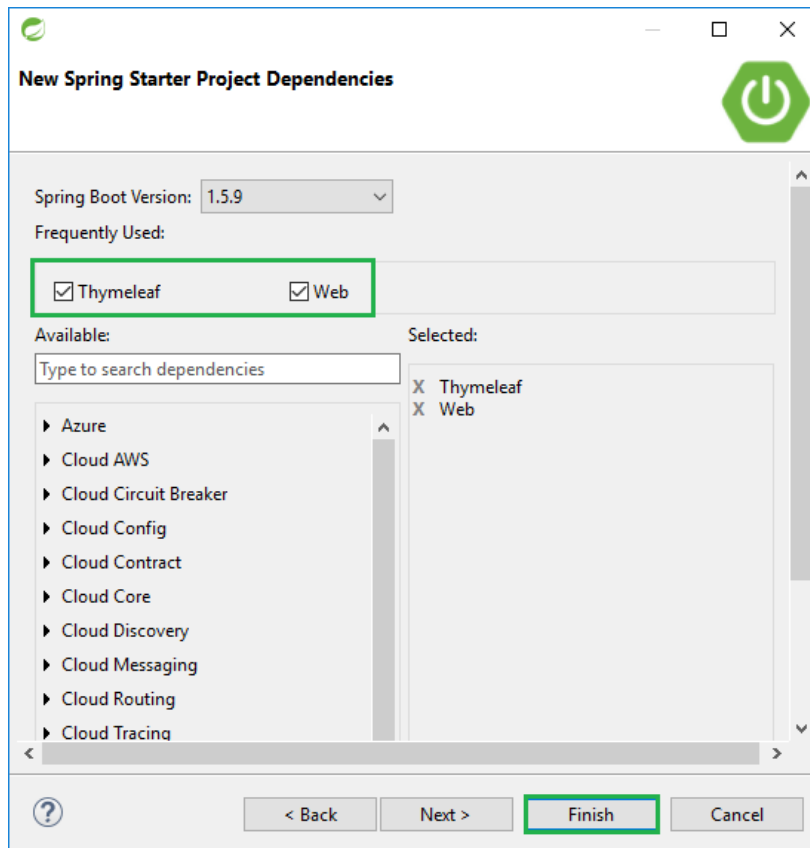 New Spring Starter Project Dependencies
Spring Boot Version: 1.5.9
Frequently Used:
Thymeleaf Web
Available: Selected:
Type to search dependencies
X Thymeleaf
X Web
Azure
Cloud AWS
Cloud Circuit Breaker
Cloud Config
Cloud Contract
Cloud Core
Cloud Discovery
Cloud Messaging
Cloud Routing
Cloud Tracing
? < Back Next > Finish Cancel